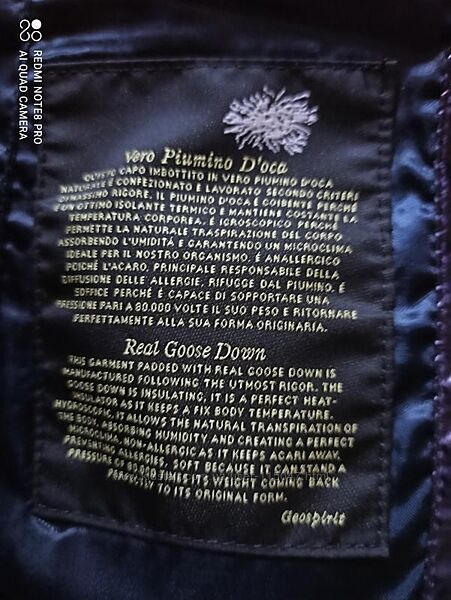 REDMI NOTE8 PRO
AI QUAD CAMERA
Vero Piumino D'oca
QUESTO CAPO IMBOTTITO IN VERO PIUMINO D'OCA
NATURALE È CONFEZIONATO E LAVORATO SECONDO CRITERI
DI MASSIMO RIGORE. IL PIUMINO D'OCA È COIBENTE PERCHÉ
È UN OTTIMO ISOLANTE TERMICO E MANTIENE COSTANTE LA
TEMPERATURA CORPOREA. È IGROSCOPICO PERCHÉ
PERMETTE LA NATURALE TRASPIRAZIONE DEL CORPO
ASSORBENDO L'UMIDITÀ E GARANTENDO UN MICROCLIMA
IDEALE PER IL NOSTRO ORGANISMO. È ANALLERGICO
POICHÈ L'ACARO, PRINCIPALE RESPONSABILE DELLA
DIFFUSIONE DELLE ALLERGIE, RIFUGGE DAL PIUMINO. È
SOFFICE PERCHÉ È CAPACE DI SOPPORTARE UNA
PRESSIONE PARI A 80.000 VOLTE IL SUO PESO E RITORNARE
PERFETTAMENTE ALLA SUA FORMA ORIGINARIA.
Real Goose Down
THIS GARMENT PADDED WITH REAL GOOSE DOWN IS
MANUFACTURED FOLLOWING THE UTMOST RIGOR. THE
GOOSE DOWN IS INSULATING, IT IS A PERFECT HEAT-
INSULATOR AS IT KEEPS A FIX BODY TEMPERATURE.
HYGROSCOPIC, IT ALLOWS THE NATURAL TRANSPIRATION OF
THE BODY, ABSORBING HUMIDITY AND CREATING A PERFECT
MICROCLIMA. NON-ALLERGIC AS IT KEEPS ACARI AWAY,
PREVENTING ALLERGIES. SOFT BECAUSE IT CAN STAND A
PRESSURE OF 80.000 TIMES ITS WEIGHT COMING BACK
PERFECTLY TO ITS ORIGINAL FORM.
Geospirit